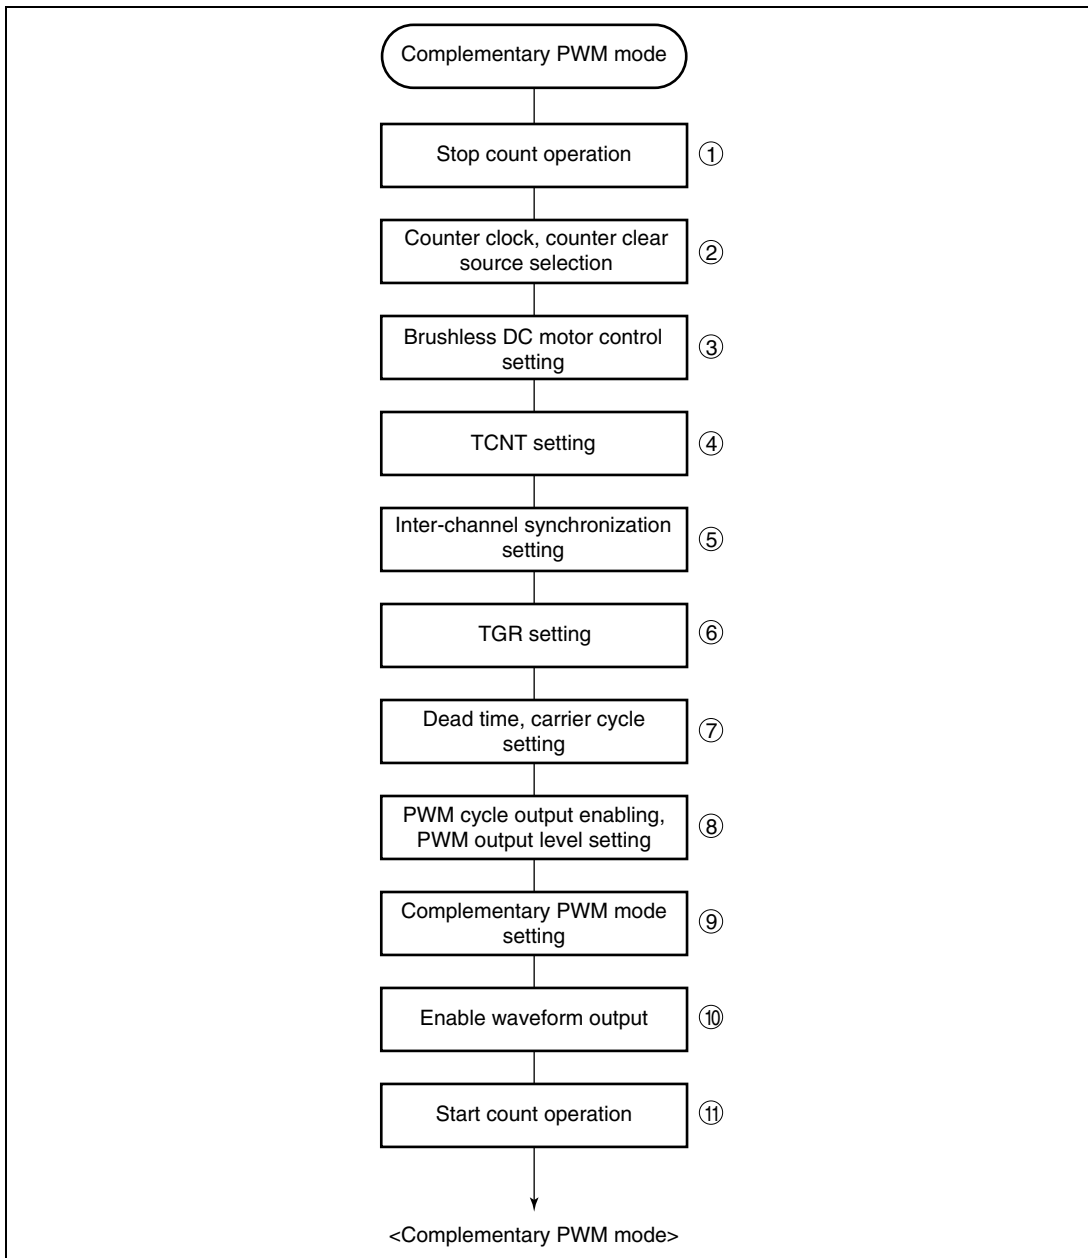 Complementary PWM mode
Stop count operation ①
Counter clock, counter clear
source selection ②
Brushless DC motor control
setting ③
TCNT setting ④
Inter-channel synchronization
setting ⑤
TGR setting ⑥
Dead time, carrier cycle
setting ⑦
PWM cycle output enabling,
PWM output level setting ⑧
Complementary PWM mode
setting ⑨
Enable waveform output ⑩
Start count operation ⑪
<Complementary PWM mode>